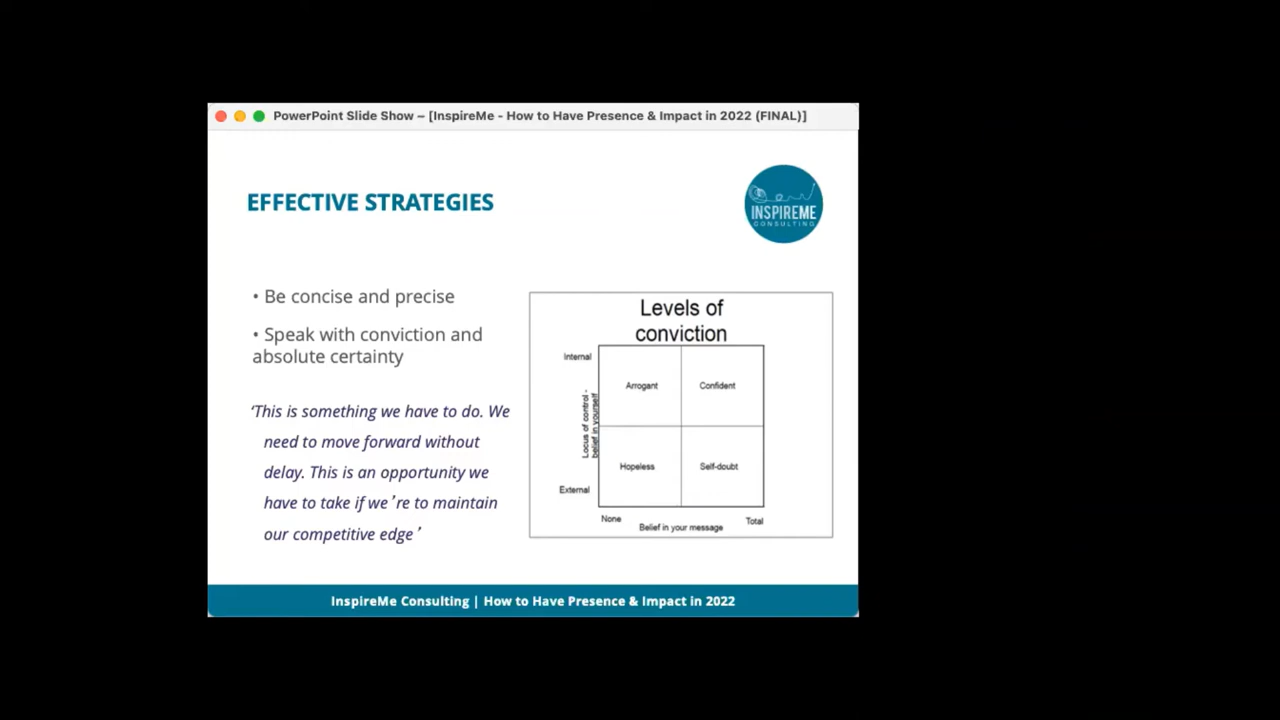 PowerPoint Slide Show – [InspireMe - How to Have Presence & Impact in 2022 (FINAL)]
EFFECTIVE STRATEGIES
INSPIREME
CONSULTING
• Be concise and precise
• Speak with conviction and
absolute certainty
‘This is something we have to do. We
need to move forward without
delay. This is an opportunity we
have to take if we’re to maintain
our competitive edge’
Levels of
conviction
Internal
Arrogant
Confident
Locus of control -
belief in yourself
Hopeless
Self-doubt
External
None
Total
Belief in your message
InspireMe Consulting | How to Have Presence & Impact in 2022